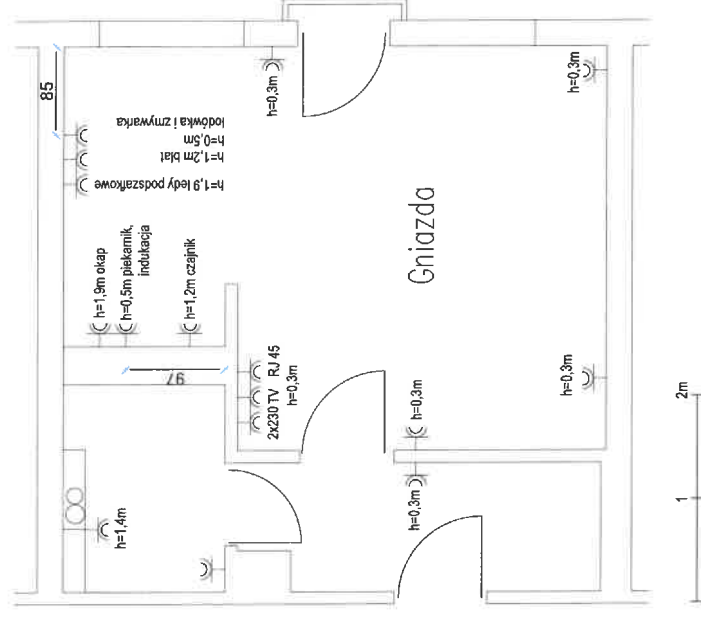 85
h=0,3m
h=0,3m
lodówka i zmywarka
h=0,5m
h=1,2m blat
h=1,9 ledy podszafkowe
Gniazda
h=1,9m okap
h=0,5m piekarnik,
indukacja
h=1,2m czajnik
97
2x230 TV RJ 45
h=0,3m
h=0,3m
h=0,3m
h=0,3m
h=1,4m
1
2m